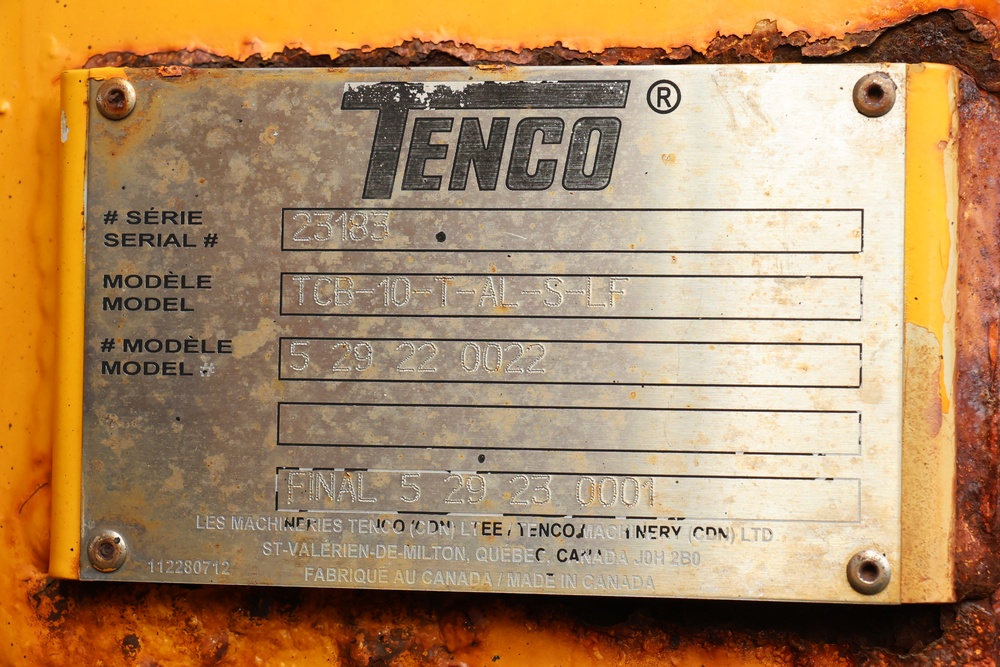 TENCO ®
# SÉRIE
SERIAL #
23183
MODÈLE
MODEL
TCB-10-T-AL-S-LF
# MODÈLE
MODEL #
5 29 22 0022
FINAL 5 29 23 0001
LES MACHINERIES TENCO (CDN) LTEE / TENCO MACHINERY (CDN) LTD
ST-VALÉRIEN-DE-MILTON, QUÉBEC, CANADA J0H 2B0
112280712
FABRIQUÉ AU CANADA / MADE IN CANADA